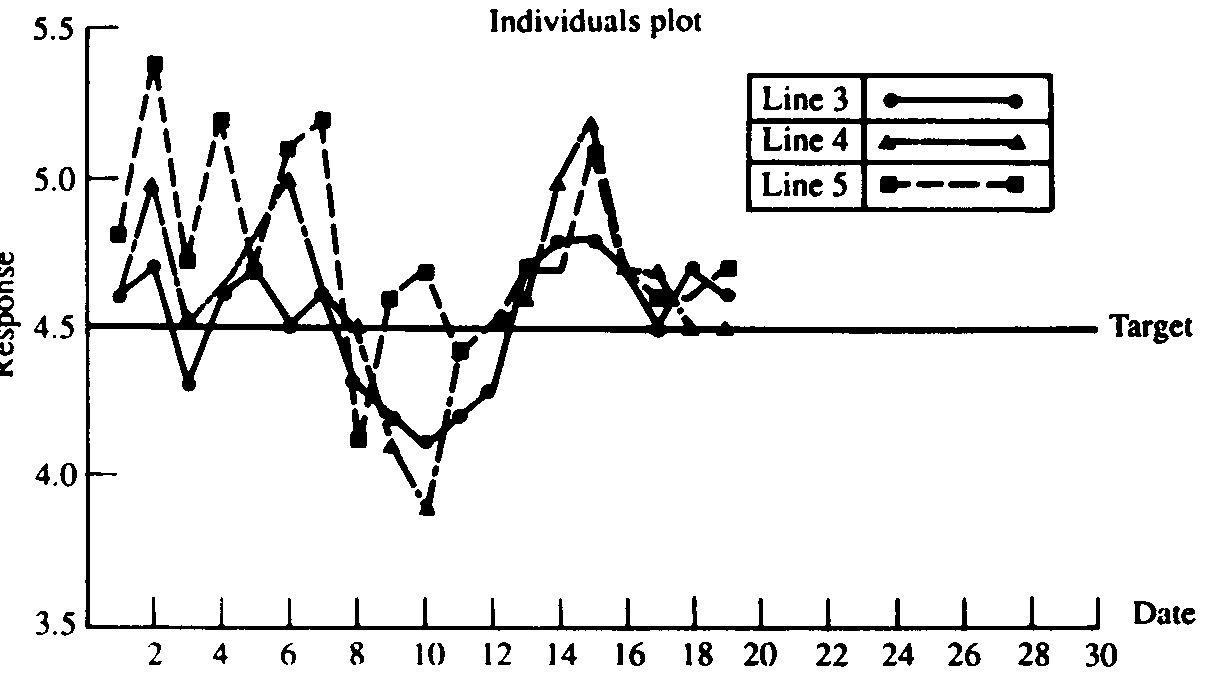 Individuals plot
5.5
Line 3
Line 4
5.0
Line 5
Response
4.5
Target
4.0
3.5
Date
2 4 6 8 10 12 14 16 18 20 22 24 26 28 30